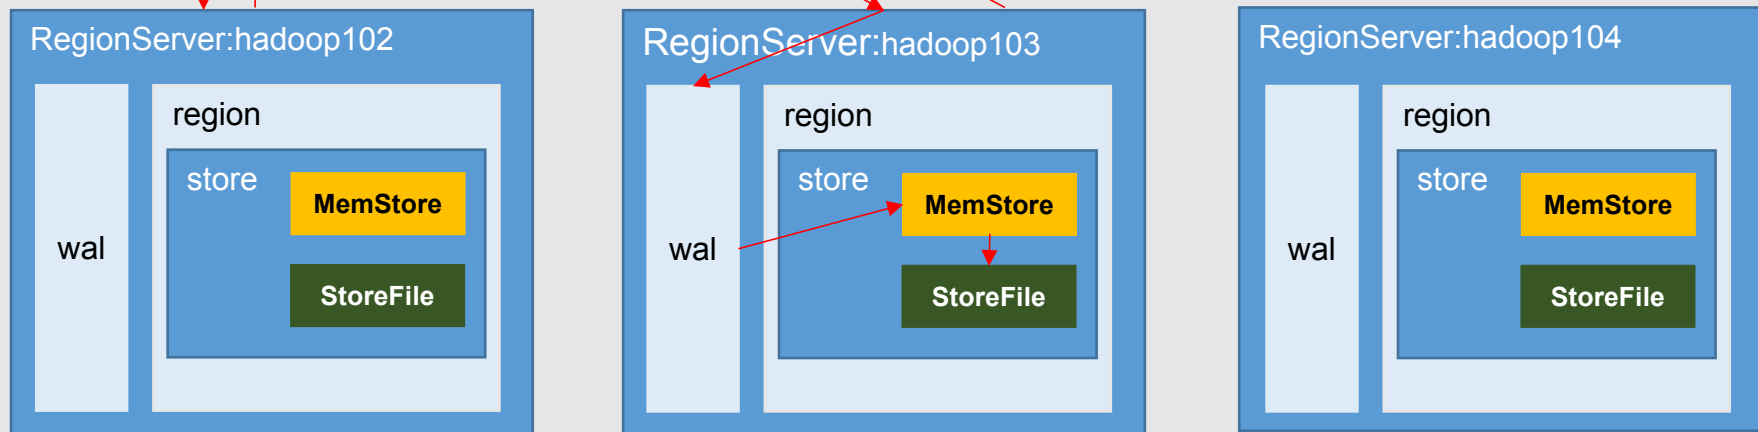 RegionServer:hadoop102
region
store
MemStore
wal
StoreFile
RegionServer:hadoop103
region
store
MemStore
wal
StoreFile
RegionServer:hadoop104
region
store
MemStore
wal
StoreFile